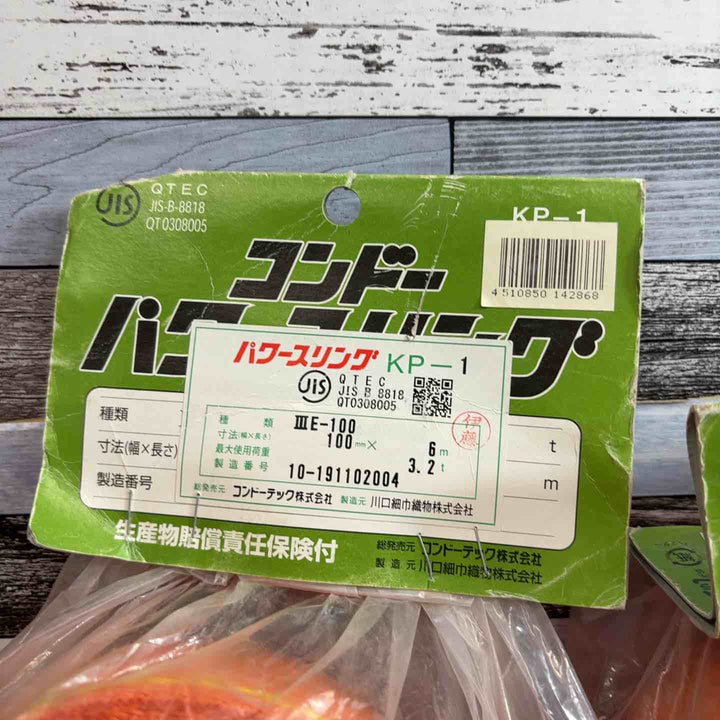 JIS
QTEC
JIS-B-8818
QT0308005
KP-1
4 510850 142868
コンドー
パワースリング
パワースリング KP-1
JIS
QTEC
JIS B 8818
QT0308005
伊藤
種類 ⅢE-100
寸法(幅×長さ) 100mm× 6m
最大使用荷重 3.2t
製造番号 10-191102004
総発売元 コンドーテック株式会社 製造元 川口細巾織物株式会社
種類 t
寸法(幅×長さ) m
製造番号
生産物賠償責任保険付
総発売元 コンドーテック株式会社
製造元 川口細巾織物株式会社
JIS